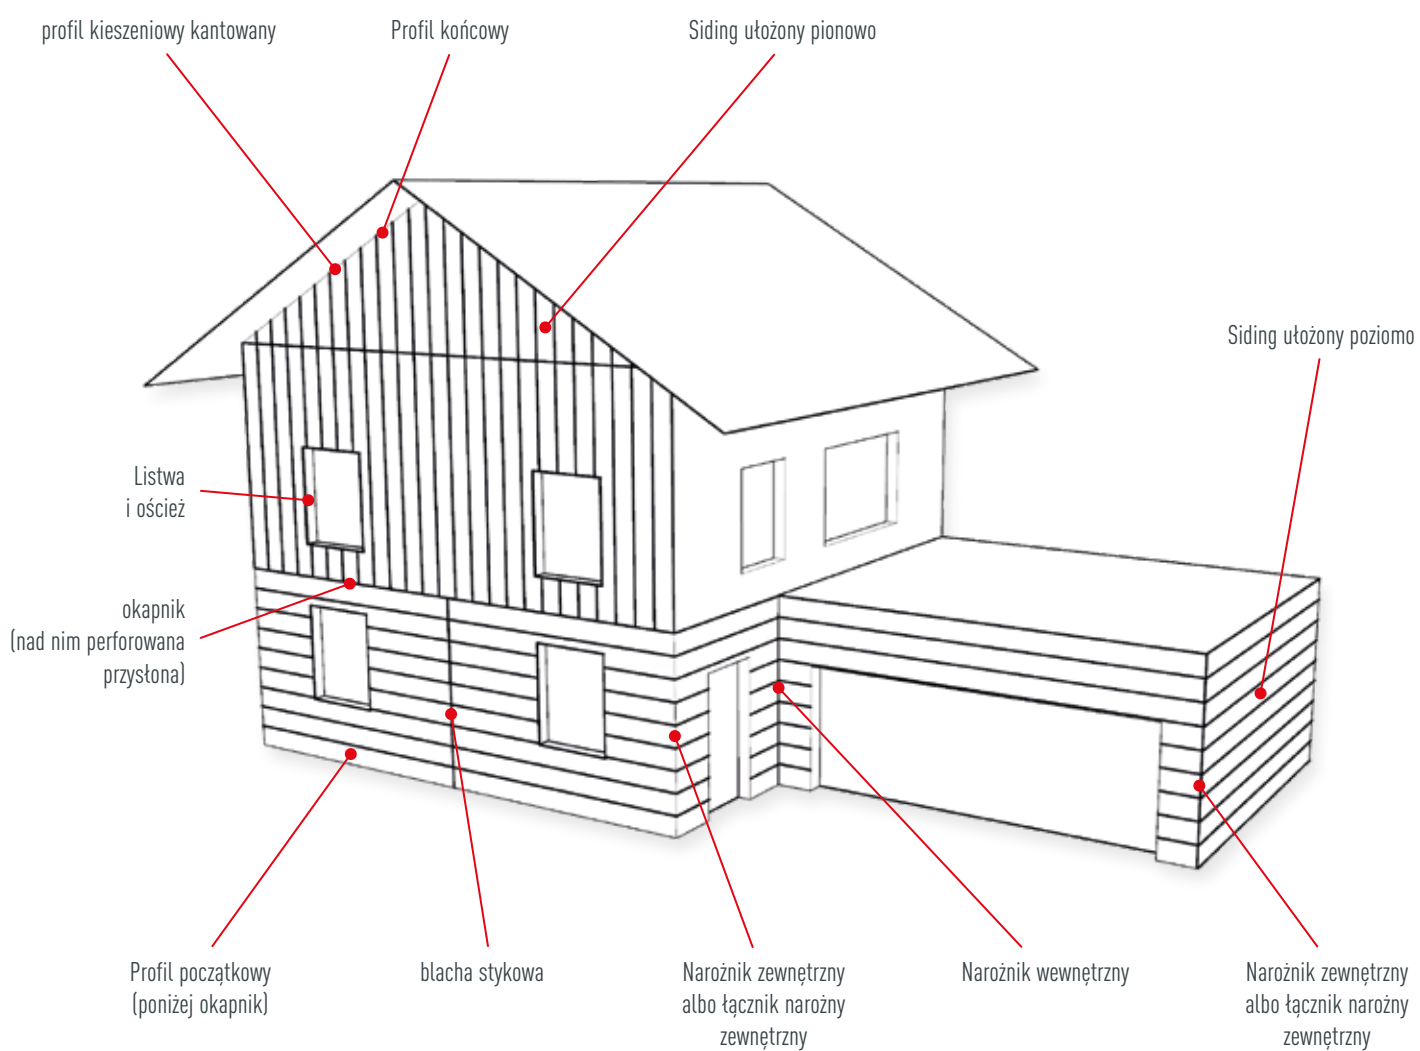 profil kieszeniowy kantowany
Profil końcowy
Siding ułożony pionowo
Siding ułożony poziomo
Listwa
i oścież
okapnik
(nad nim perforowana
przysłona)
Profil początkowy
(poniżej okapnik)
blacha stykowa
Narożnik zewnętrzny
albo łącznik narożny
zewnętrzny
Narożnik wewnętrzny
Narożnik zewnętrzny
albo łącznik narożny
zewnętrzny